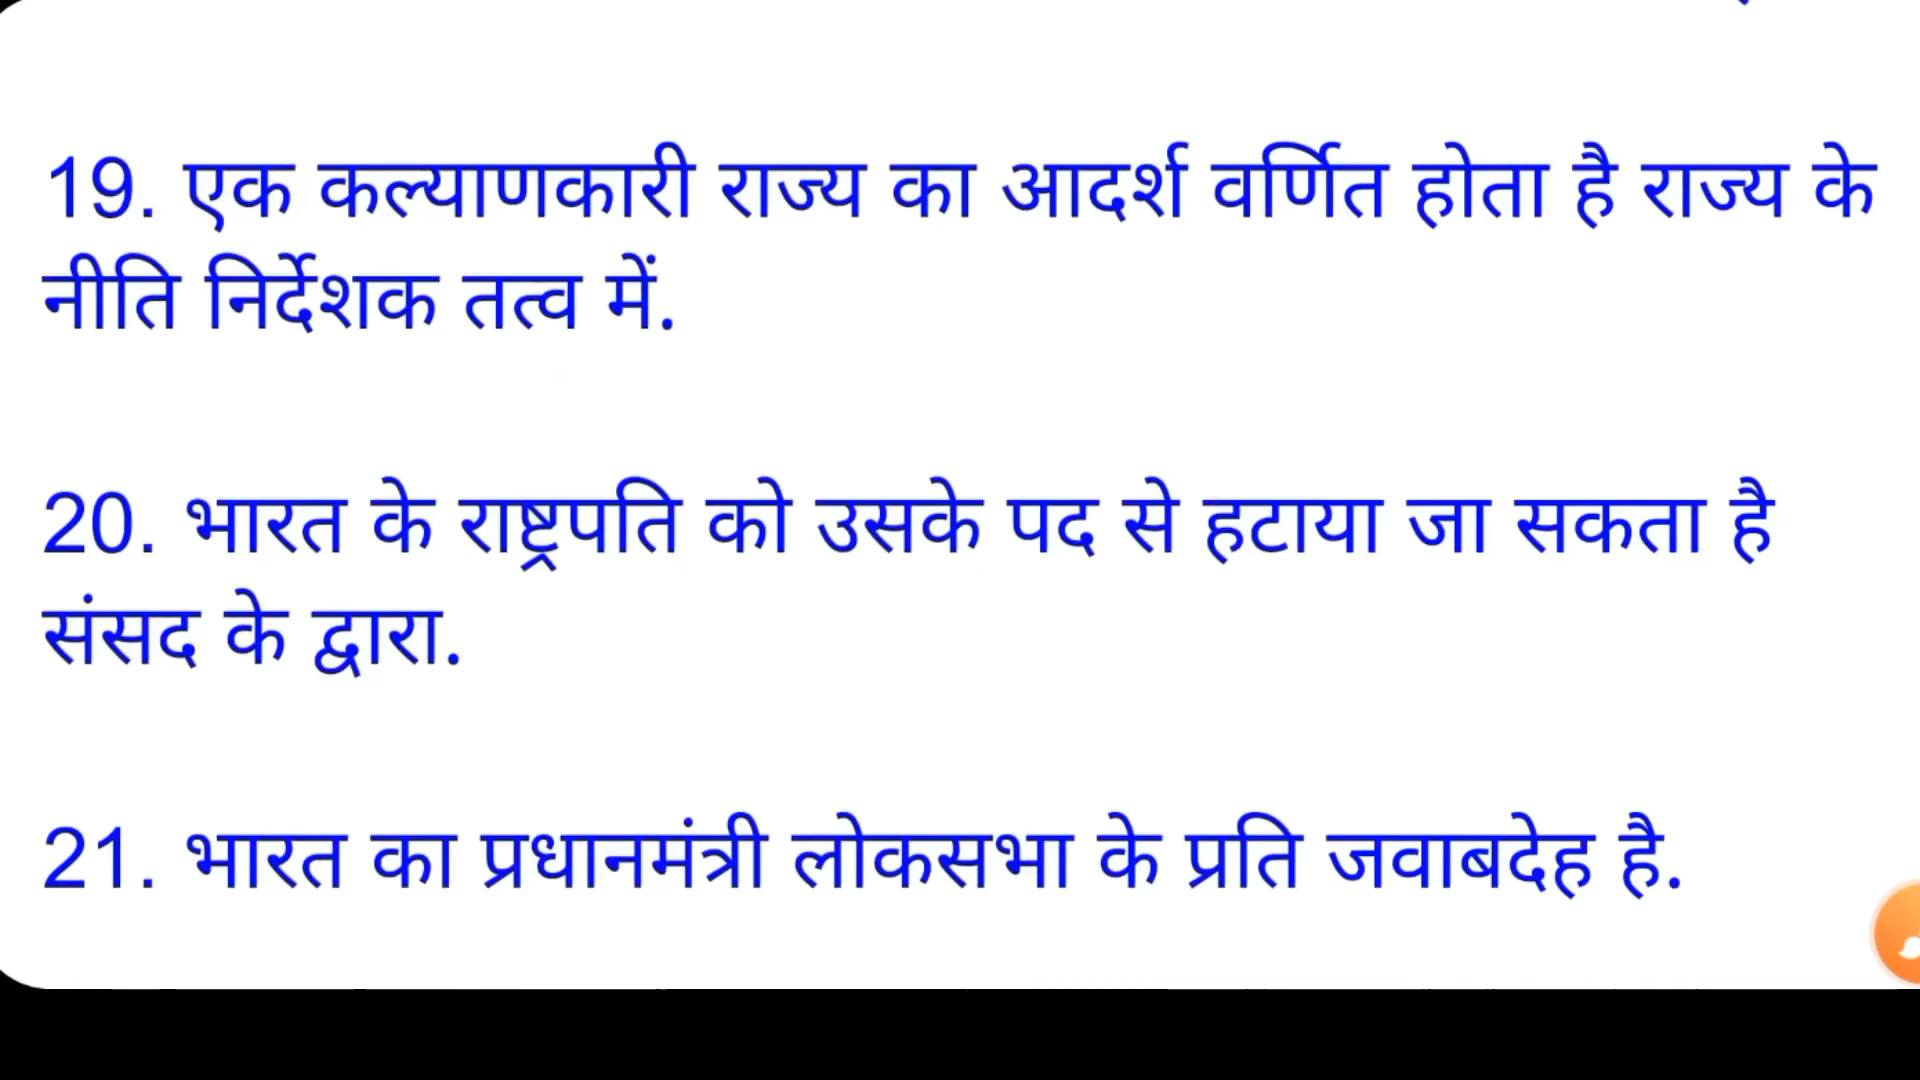 19. एक कल्याणकारी राज्य का आदर्श वर्णित होता है राज्य के
नीति निर्देशक तत्व में.
20. भारत के राष्ट्रपति को उसके पद से हटाया जा सकता है
संसद के द्वारा.
21. भारत का प्रधानमंत्री लोकसभा के प्रति जवाबदेह है.